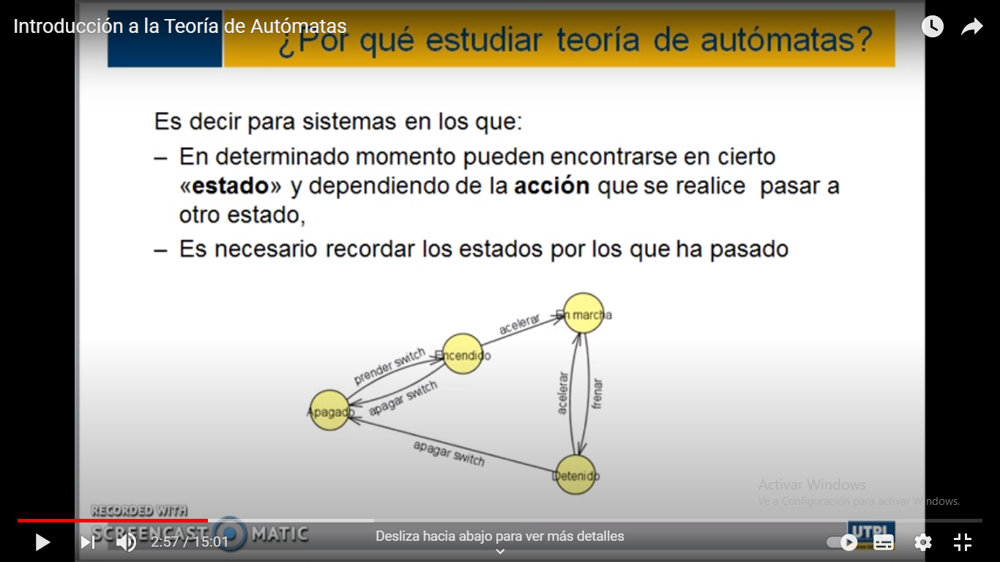 Introducción a la Teoría de Autómatas
¿Por qué estudiar teoría de autómatas?
Es decir para sistemas en los que:
– En determinado momento pueden encontrarse en cierto
«estado» y dependiendo de la acción que se realice pasar a
otro estado,
– Es necesario recordar los estados por los que ha pasado
En marcha
acelerar
Encendido
prender switch
apagar switch
Apagado
acelerar
frenar
apagar switch
Detenido
Activar Windows
Ve a Configuración para activar Windows.
RECORDED WITH
SCREENCAST MATIC
UTPL
2:57 / 15:01
Desliza hacia abajo para ver más detalles